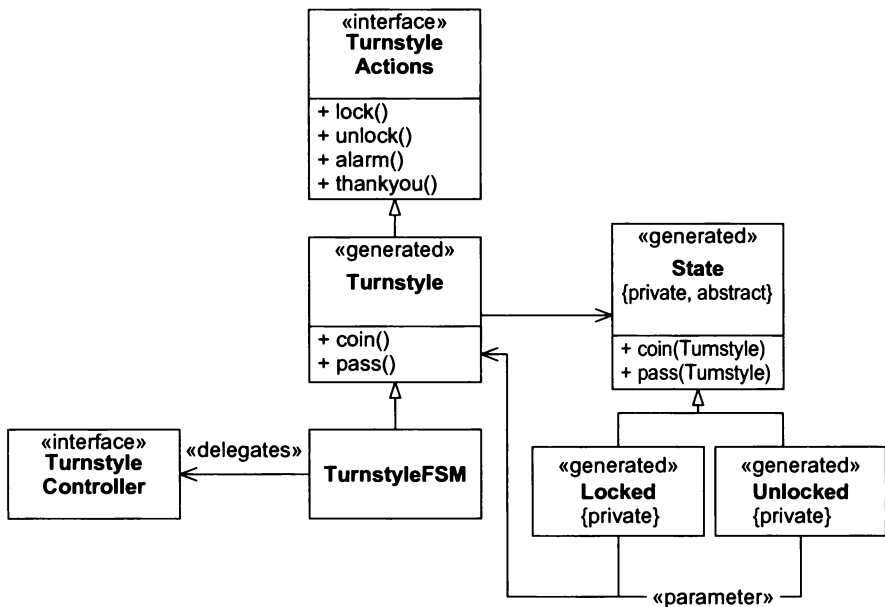 «interface»
Turnstyle
Actions
+ lock()
+ unlock()
+ alarm()
+ thankyou()
«generated»
Turnstyle
+ coin()
+ pass()
«generated»
State
{private, abstract}
+ coin(Turnstyle)
+ pass(Turnstyle)
«interface»
Turnstyle
Controller
«delegates»
TurnstyleFSM
«generated»
Locked
{private}
«generated»
Unlocked
{private}
«parameter»